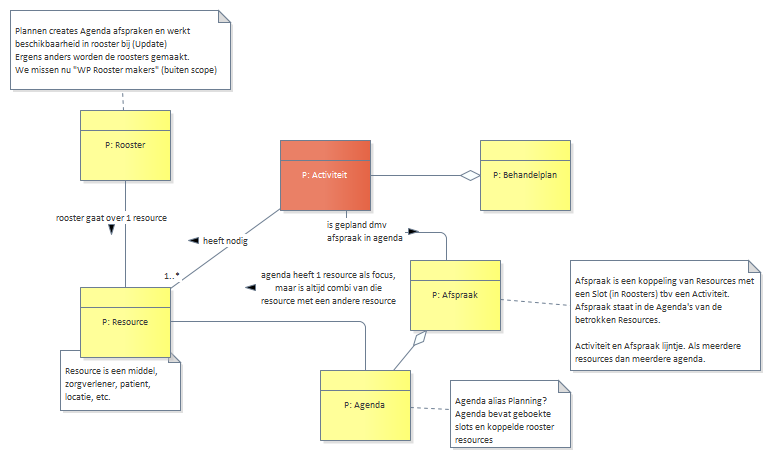 Plannen creates Agenda afspraken en werkt
beschikbaarheid in rooster bij (Update)
Ergens anders worden de roosters gemaakt.
We missen nu "WP Rooster makers" (buiten scope)
P: Rooster
P: Activiteit
P: Behandelplan
rooster gaat over 1 resource
is gepland dmv
afspraak in agenda
heeft nodig
1..*
agenda heeft 1 resource als focus,
maar is altijd combi van die
resource met een andere resource
P: Afspraak
Afspraak is een koppeling van Resources met
een Slot (in Roosters) tbv een Activiteit.
Afspraak staat in de Agenda's van de
betrokken Resources.
Activiteit en Afspraak lijntje. Als meerdere
resources dan meerdere agenda.
P: Resource
Resource is een middel,
zorgverlener, patient,
locatie, etc.
P: Agenda
Agenda alias Planning?
Agenda bevat geboekte
slots en koppelde rooster
resources